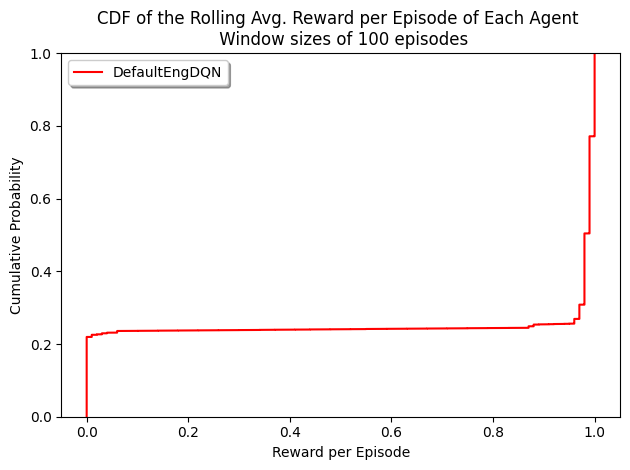 CDF of the Rolling Avg. Reward per Episode of Each Agent
Window sizes of 100 episodes
DefaultEngDQN
1.0
0.8
0.6
0.4
0.2
0.0
Cumulative Probability
0.0 0.2 0.4 0.6 0.8 1.0
Reward per Episode